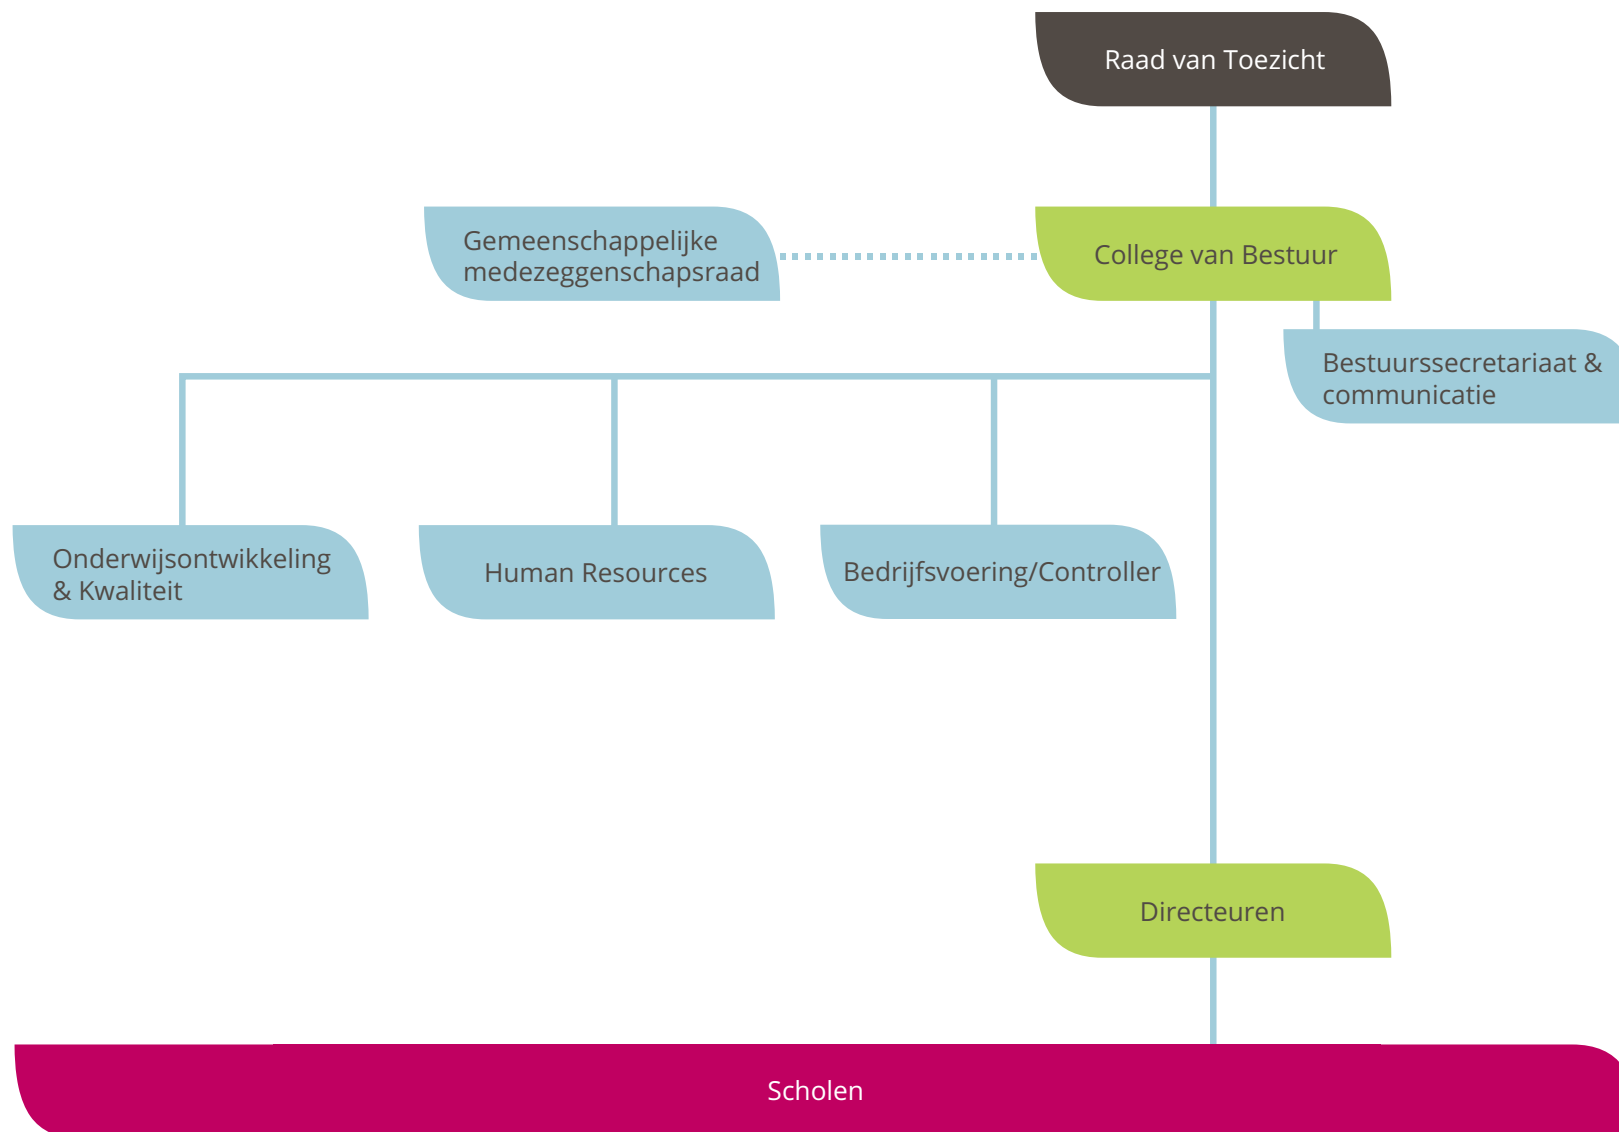 Raad van Toezicht
Gemeenschappelijke
medezeggenschapsraad
College van Bestuur
Bestuurssecretariaat &
communicatie
Onderwijsontwikkeling
& Kwaliteit
Human Resources
Bedrijfsvoering/Controller
Directeuren
Scholen